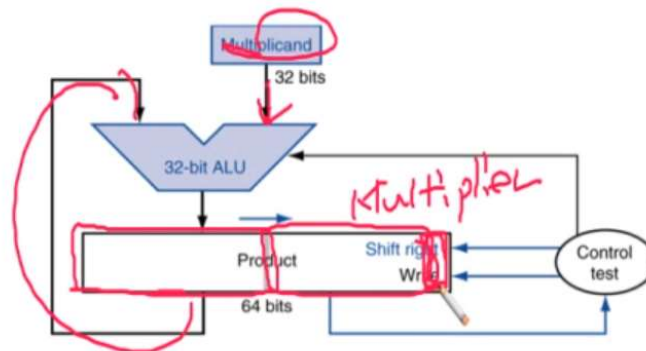 Multiplicand
32 bits
32-bit ALU
Multiplier
Shift right
Product
Write
64 bits
Control
test